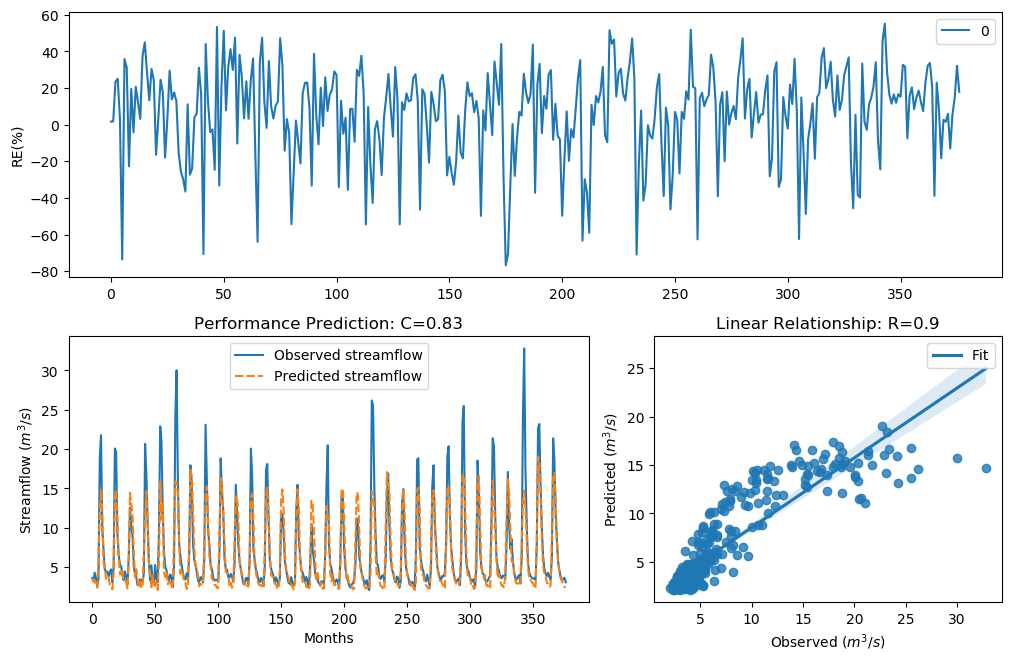 60
40
20
0
−20
−40
−60
−80
RE(%)
0
0 50 100 150 200 250 300 350
Performance Prediction: C=0.83
Observed streamflow
Predicted streamflow
30
25
20
15
10
5
Streamflow (m³/s)
0 50 100 150 200 250 300 350
Months
Linear Relationship: R=0.9
Fit
25
20
15
10
5
Predicted (m³/s)
5 10 15 20 25 30
Observed (m³/s)